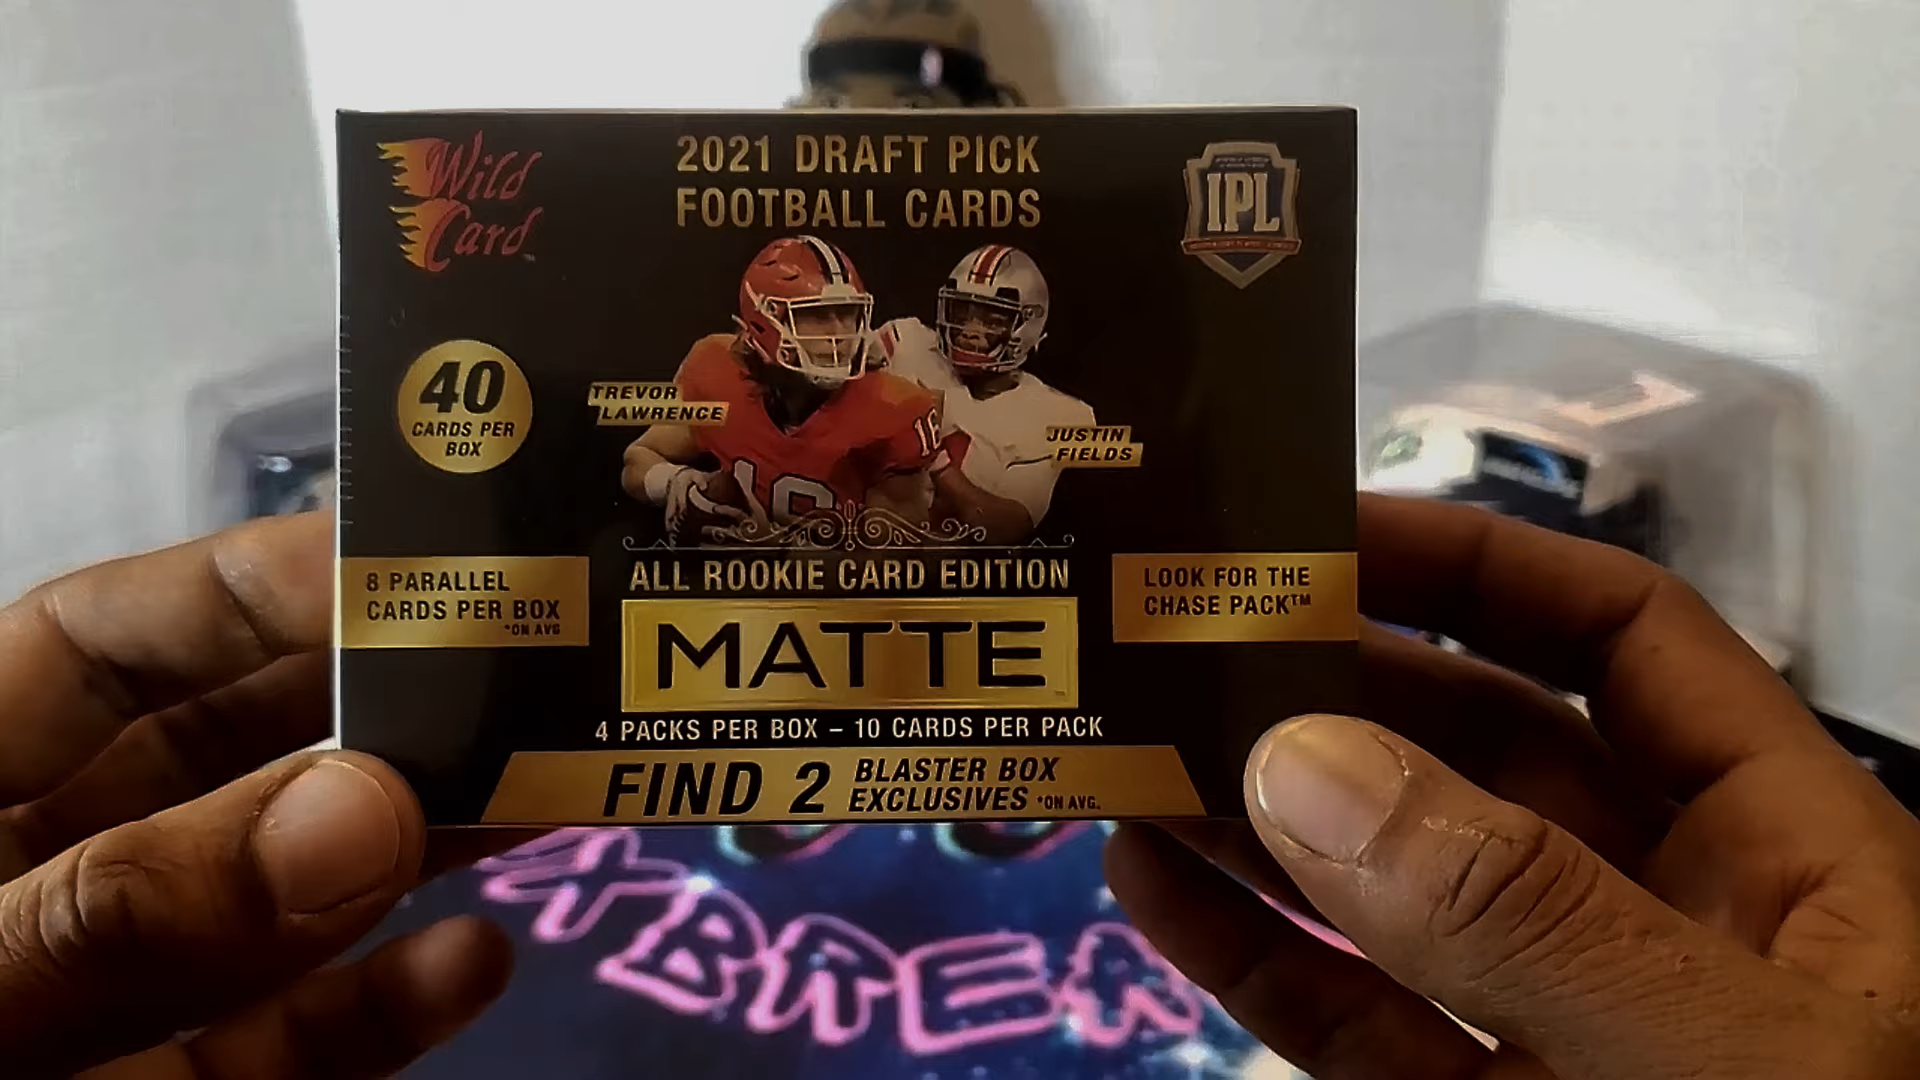 Wild
Card
2021 DRAFT PICK
FOOTBALL CARDS
IPL
40
CARDS PER
BOX
TREVOR
LAWRENCE
16
JUSTIN
FIELDS
8 PARALLEL
CARDS PER BOX
*ON AVG
ALL ROOKIE CARD EDITION
LOOK FOR THE
CHASE PACK™
MATTE
4 PACKS PER BOX – 10 CARDS PER PACK
FIND 2
BLASTER BOX
EXCLUSIVES *ON AVG.